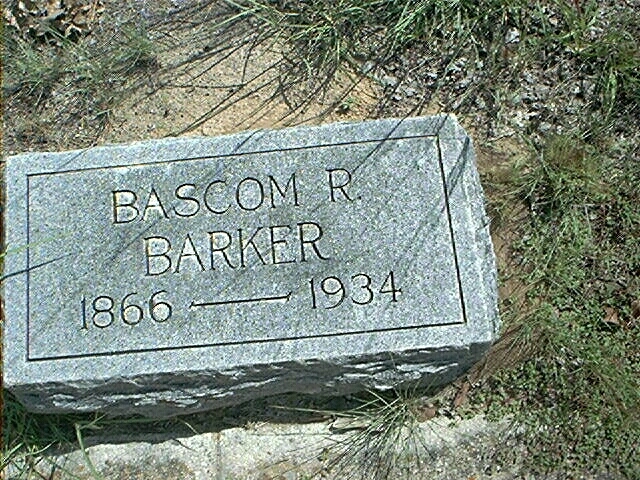 BASCOM R.
BARKER
1866 — 1934